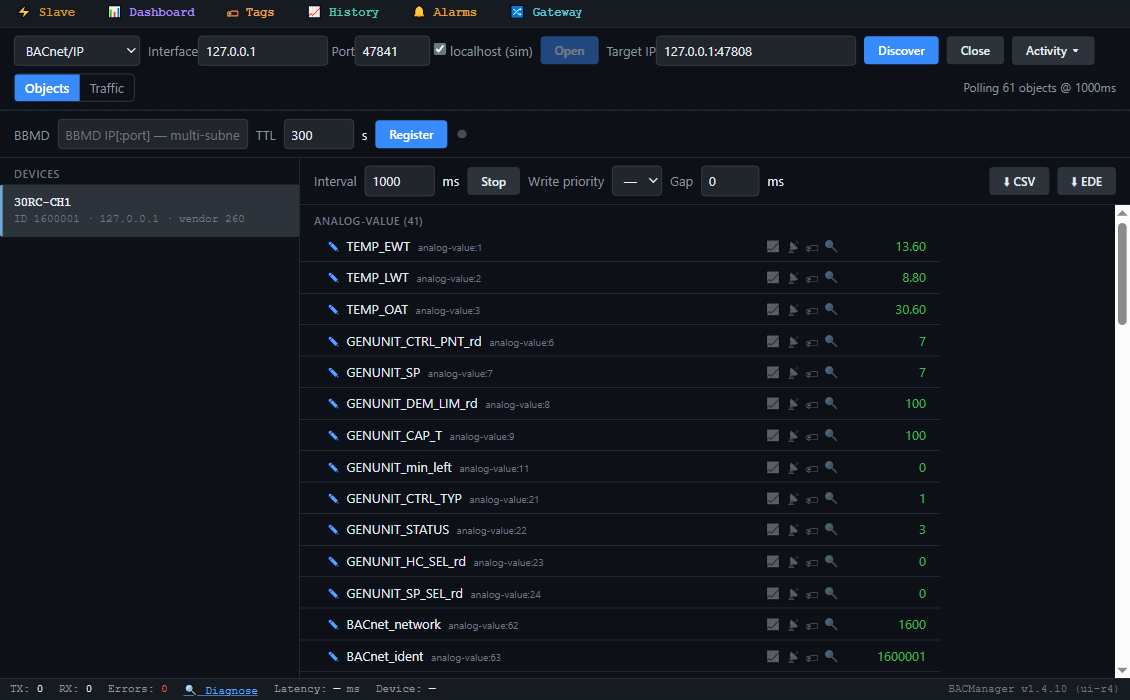 Slave Dashboard Tags History Alarms Gateway
BACnet/IP Interface 127.0.0.1 Port 47841 localhost (sim) Open Target IP 127.0.0.1:47808 Discover Close Activity
Objects Traffic Polling 61 objects @ 1000ms
BBMD BBMD IP[:port] — multi-subne TTL 300 s Register
DEVICES
30RC-CH1
ID 1600001 · 127.0.0.1 · vendor 260
Interval 1000 ms Stop Write priority — Gap 0 ms CSV EDE
ANALOG-VALUE (41)
TEMP_EWT analog-value:1 13.60
TEMP_LWT analog-value:2 8.80
TEMP_OAT analog-value:3 30.60
GENUNIT_CTRL_PNT_rd analog-value:6 7
GENUNIT_SP analog-value:7 7
GENUNIT_DEM_LIM_rd analog-value:8 100
GENUNIT_CAP_T analog-value:9 100
GENUNIT_min_left analog-value:11 0
GENUNIT_CTRL_TYP analog-value:21 1
GENUNIT_STATUS analog-value:22 3
GENUNIT_HC_SEL_rd analog-value:23 0
GENUNIT_SP_SEL_rd analog-value:24 0
BACnet_network analog-value:62 1600
BACnet_ident analog-value:63 1600001
TX: 0 RX: 0 Errors: 0 Diagnose Latency: — ms Device: — BACManager v1.4.10 (ui-r4)